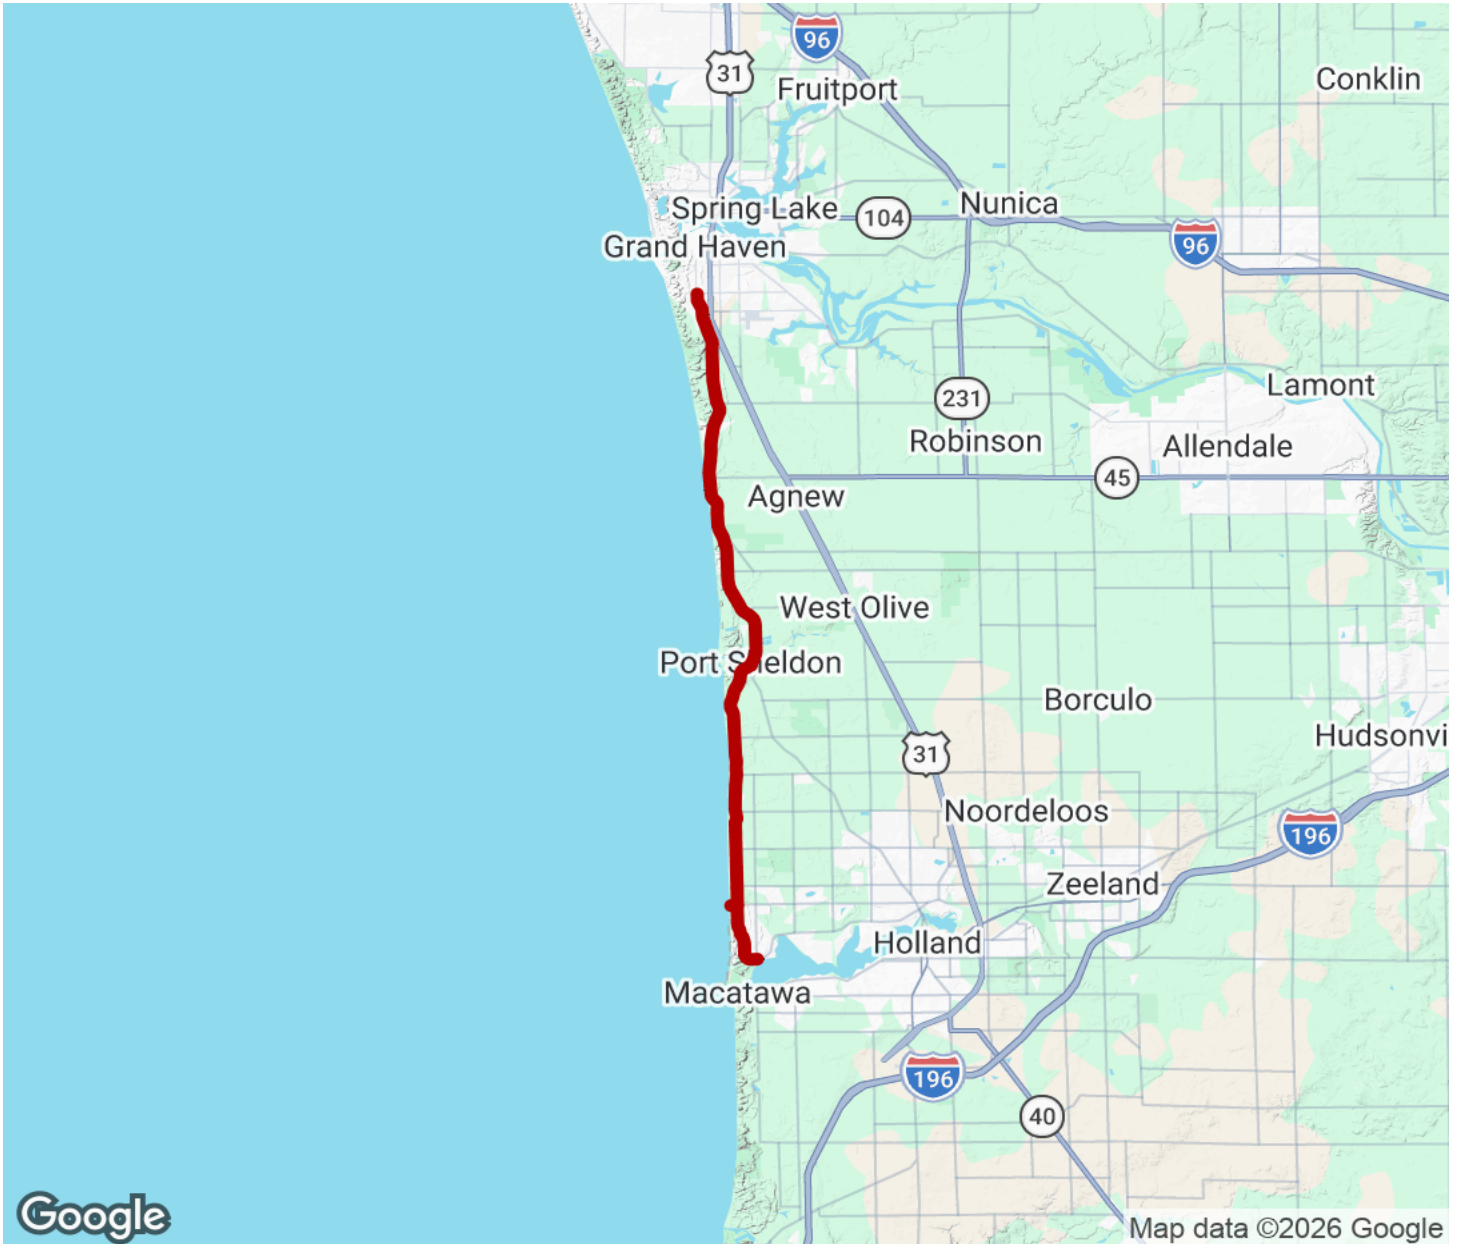 96
31
Fruitport
Conklin
Spring Lake
104
Nunica
96
Grand Haven
Lamont
231
Robinson
Allendale
45
Agnew
West Olive
Port Sheldon
Borculo
Hudsonvi
31
Noordeloos
196
Zeeland
Holland
Macatawa
196
40
Google
Map data ©2026 Google